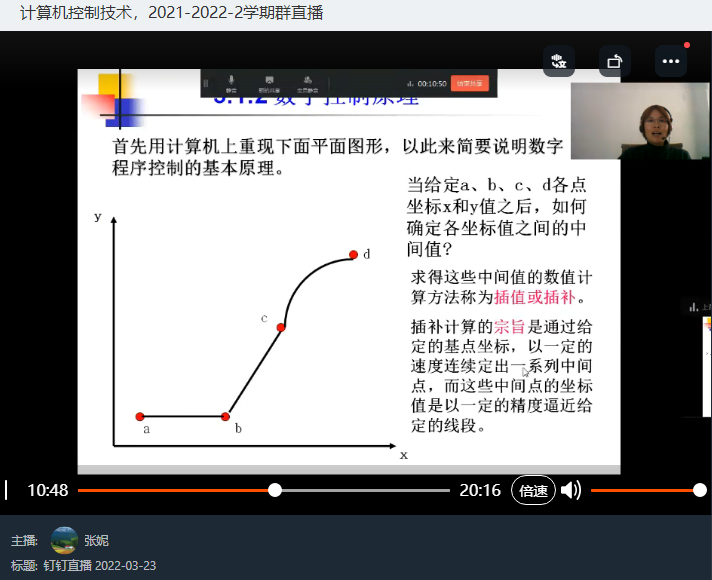 计算机控制技术，2021-2022-2学期群直播
00:10:50
结束共享
5.1.2 数字控制原理
首先用计算机上重现下面平面图形，以此来简要说明数字
程序控制的基本原理。
当给定a、b、c、d各点
坐标x和y值之后，如何
确定各坐标值之间的中
间值？
求得这些中间值的数值计
算方法称为插值或插补。
插补计算的宗旨是通过给
定的基点坐标，以一定的
速度连续定出一系列中间
点，而这些中间点的坐标
值是以一定的精度逼近给
定的线段。
y
d
c
a
b
x
10:48
20:16
倍速
主播:
张妮
标题: 钉钉直播 2022-03-23